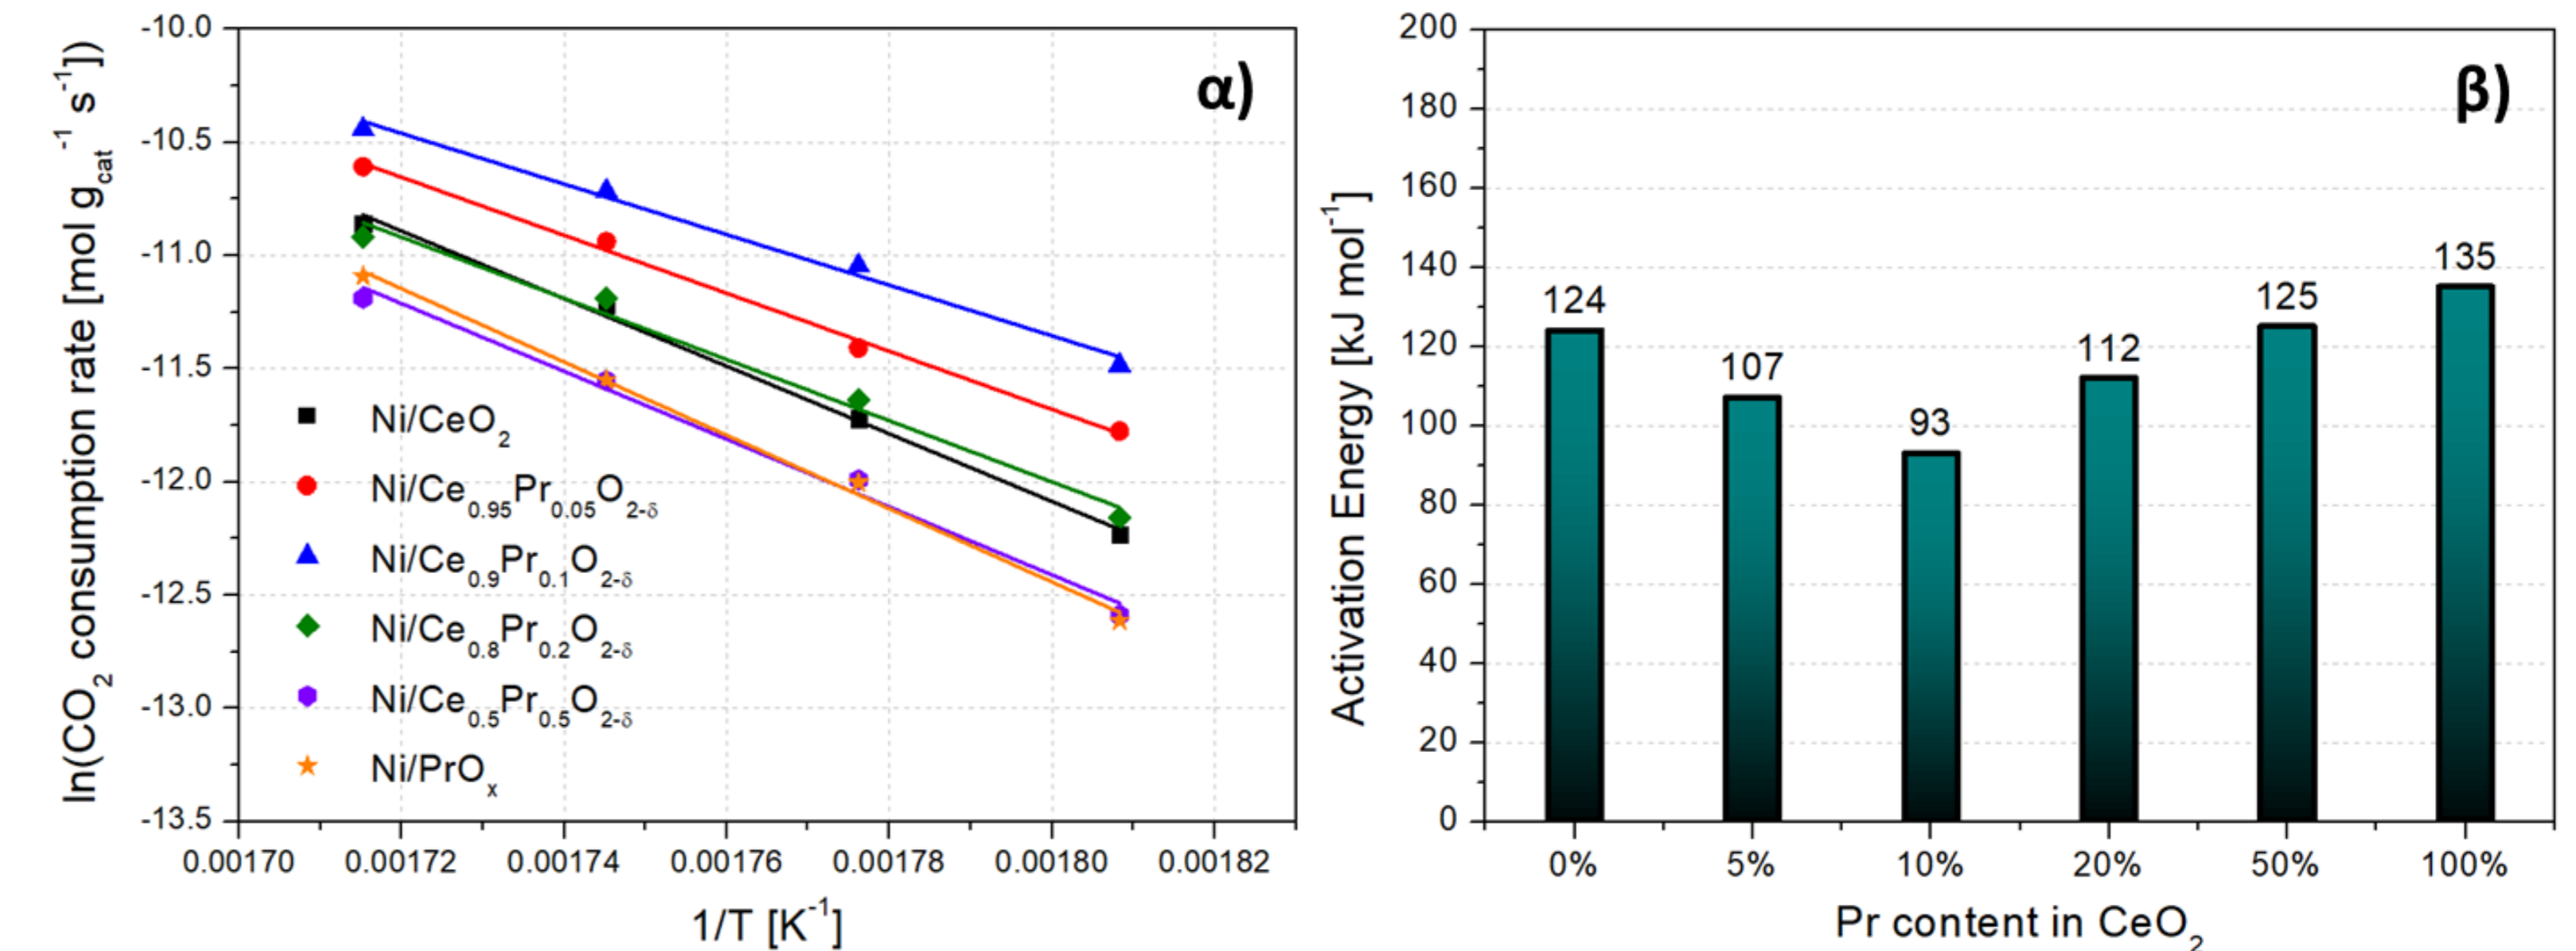 α)
ln(CO2 consumption rate [mol gcat-1 s-1])
-10.0
-10.5
-11.0
-11.5
-12.0
-12.5
-13.0
-13.5
Ni/CeO2
Ni/Ce0.95Pr0.05O2-δ
Ni/Ce0.9Pr0.1O2-δ
Ni/Ce0.8Pr0.2O2-δ
Ni/Ce0.5Pr0.5O2-δ
Ni/PrOx
0.00170 0.00172 0.00174 0.00176 0.00178 0.00180 0.00182
1/T [K-1]
β)
Activation Energy [kJ mol-1]
200
180
160
140
120
100
80
60
40
20
0
124 107 93 112 125 135
0% 5% 10% 20% 50% 100%
Pr content in CeO2